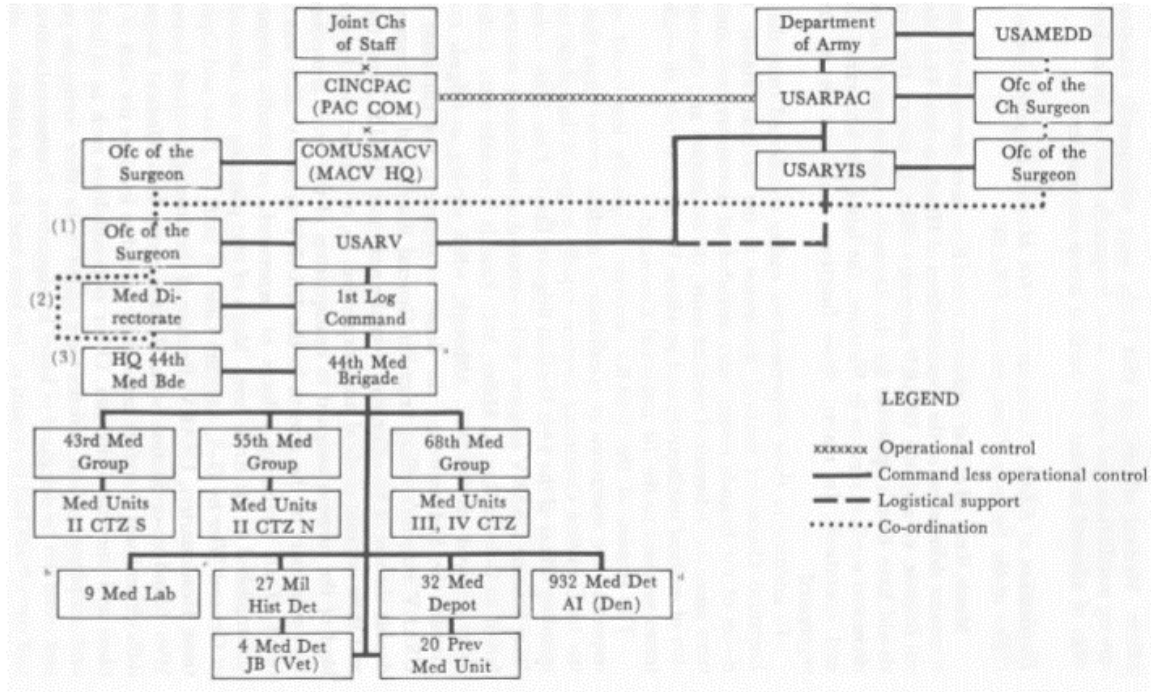 Joint Chs
of Staff
Department
of Army
USAMEDD
CINCPAC
(PAC COM)
USARPAC
Ofc of the
Ch Surgeon
Ofc of the
Surgeon
COMUSMACV
(MACV HQ)
USARYIS
Ofc of the
Surgeon
(1)
Ofc of the
Surgeon
USARV
(2)
Med Di-
rectorate
1st Log
Command
(3)
HQ 44th
Med Bde
44th Med
Brigade
a
43rd Med
Group
55th Med
Group
68th Med
Group
Med Units
II CTZ S
Med Units
II CTZ N
Med Units
III, IV CTZ
LEGEND
xxxxxxx Operational control
Command less operational control
Logistical support
Co-ordination
b
9 Med Lab
c
27 Mil
Hist Det
32 Med
Depot
932 Med Det
AI (Den)
d
4 Med Det
JB (Vet)
20 Prev
Med Unit